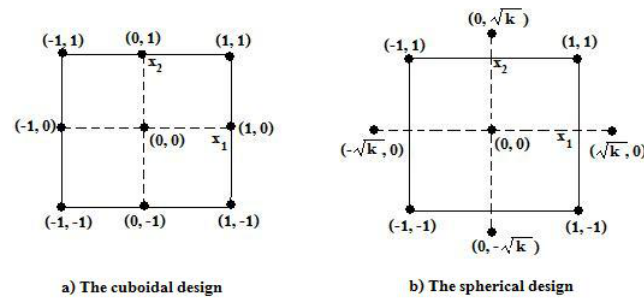 (-1, 1)
(0, 1)
(1, 1)
x2
(-1, 0)
(0, 0)
x1
(1, 0)
(-1, -1)
(0, -1)
(1, -1)
a) The cuboidal design
(0, √k)
(-1, 1)
(1, 1)
x2
(0, 0)
x1
(-√k, 0)
(√k, 0)
(-1, -1)
(1, -1)
(0, -√k)
b) The spherical design